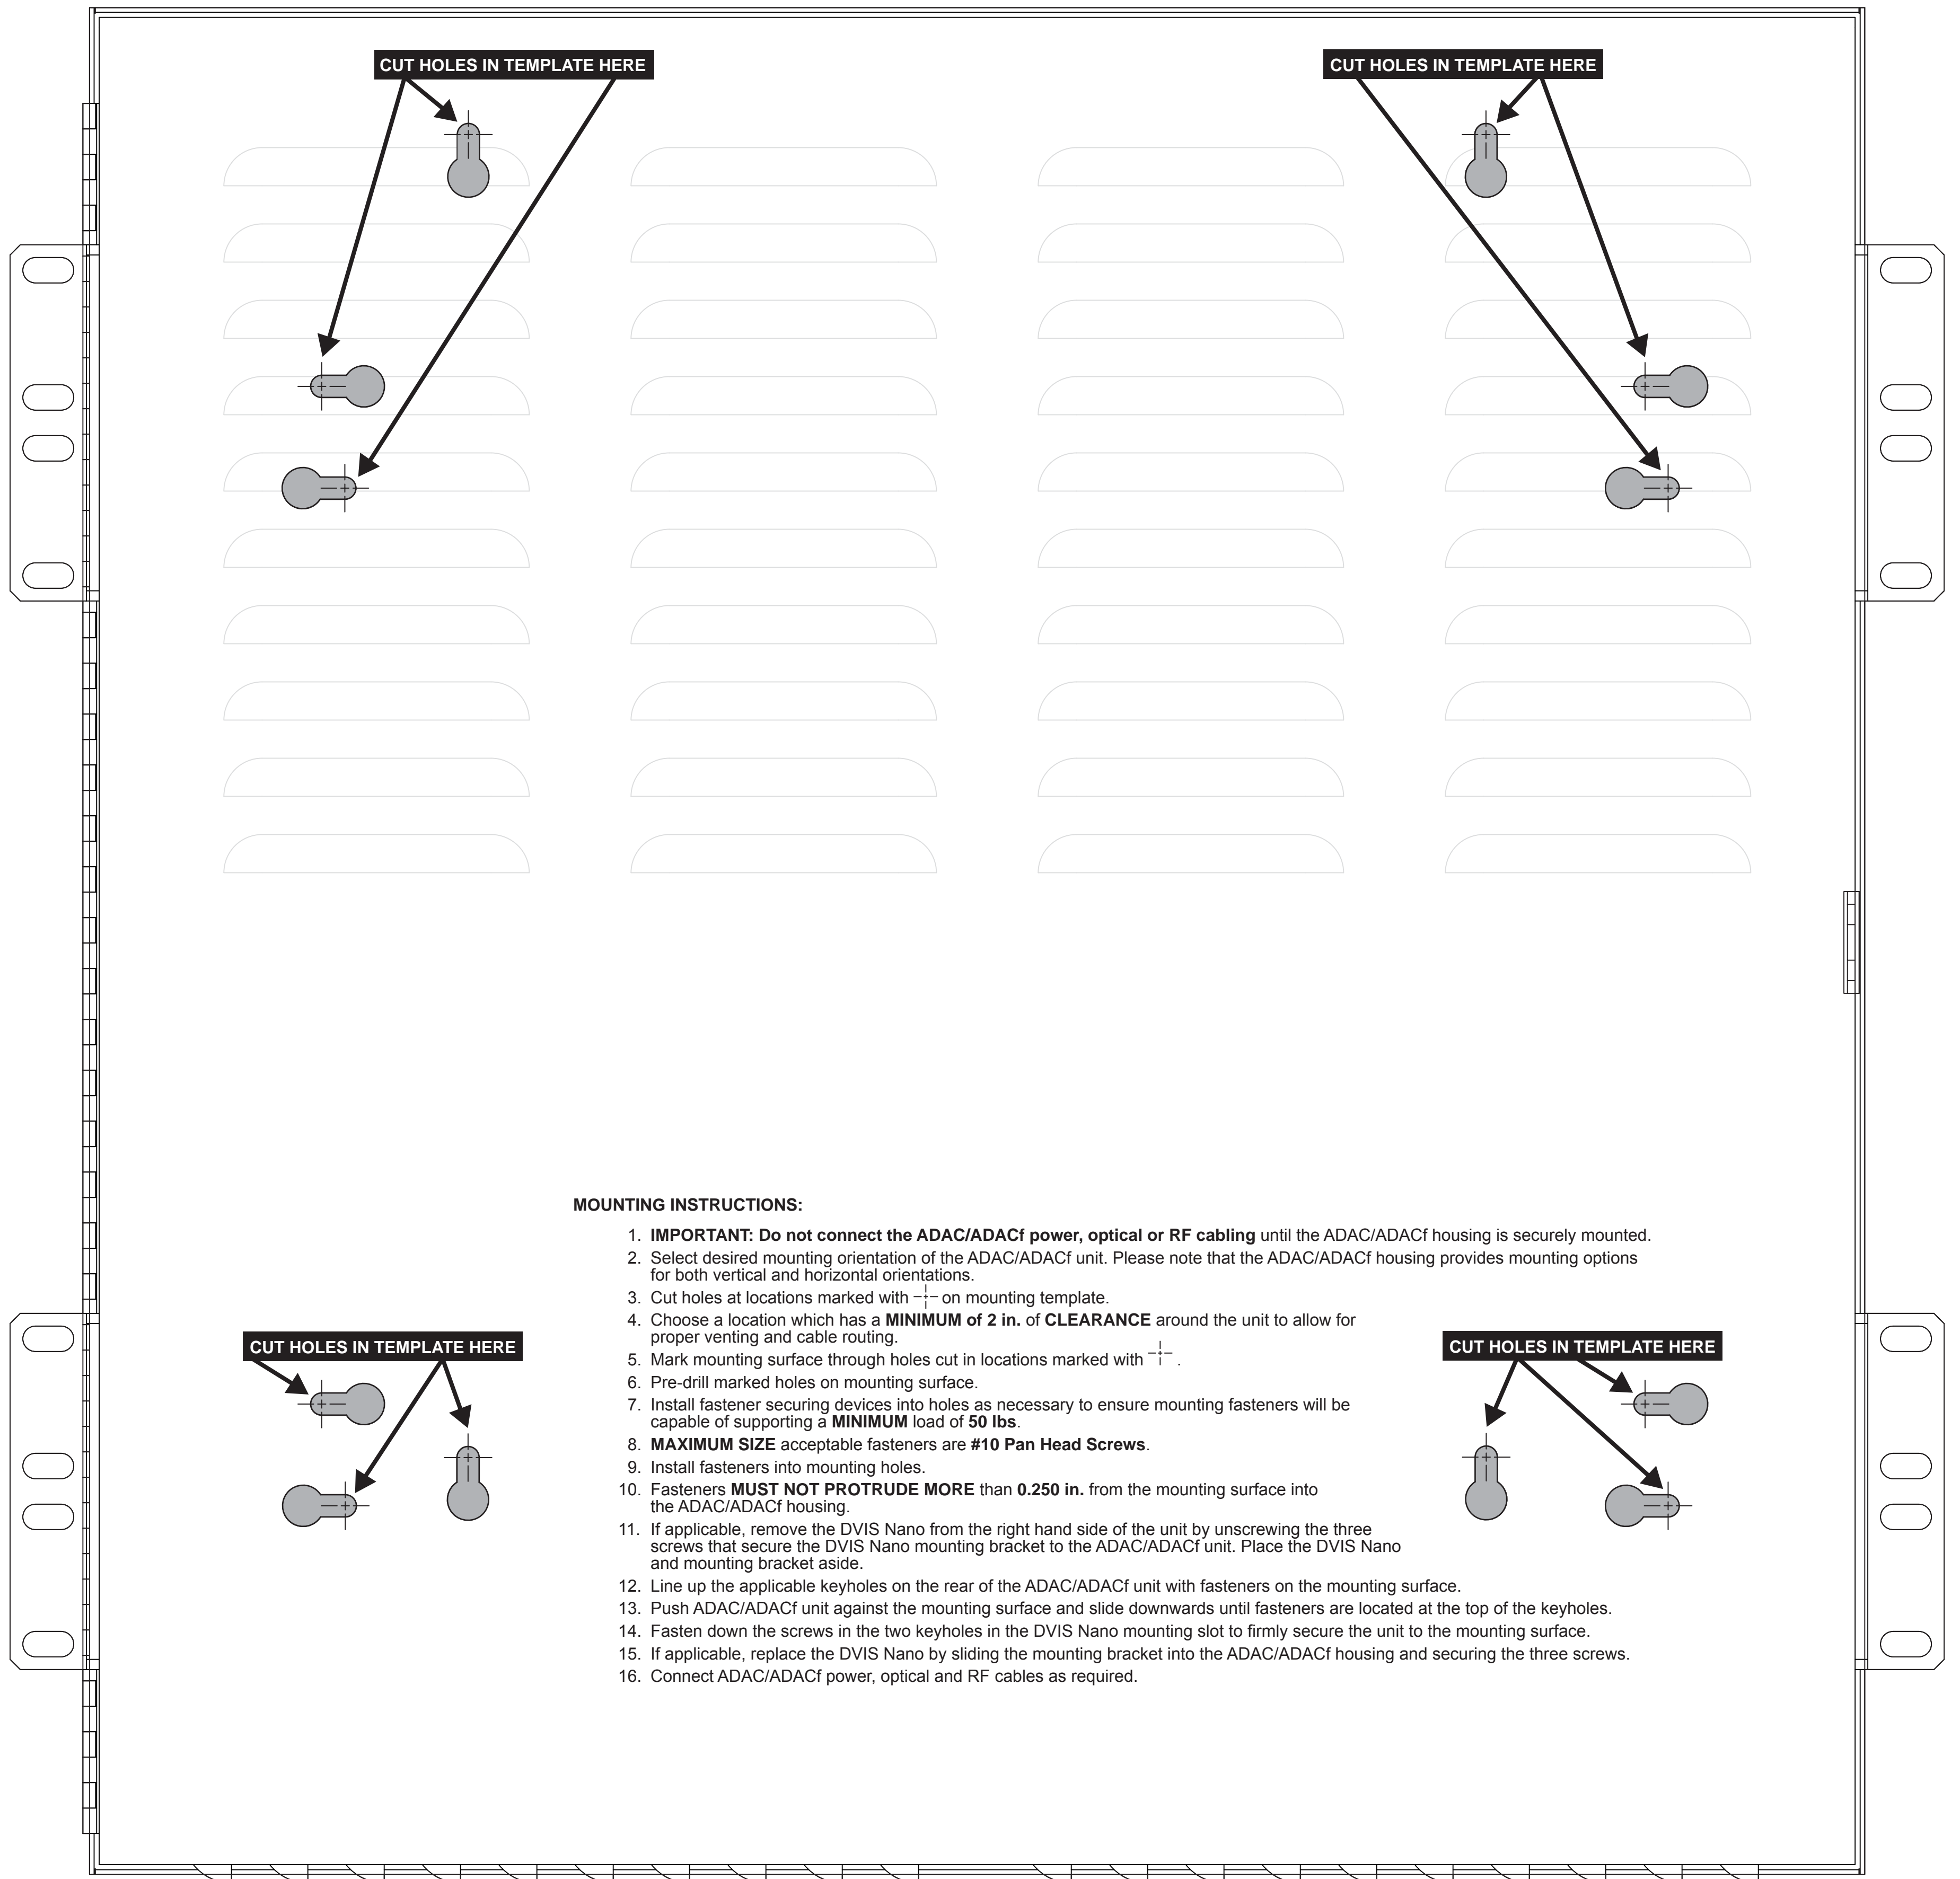 CUT HOLES IN TEMPLATE HERE
CUT HOLES IN TEMPLATE HERE
MOUNTING INSTRUCTIONS:
1. IMPORTANT: Do not connect the ADAC/ADACf power, optical or RF cabling until the ADAC/ADACf housing is securely mounted.
2. Select desired mounting orientation of the ADAC/ADACf unit. Please note that the ADAC/ADACf housing provides mounting options
for both vertical and horizontal orientations.
3. Cut holes at locations marked with on mounting template.
4. Choose a location which has a MINIMUM of 2 in. of CLEARANCE around the unit to allow for
proper venting and cable routing.
5. Mark mounting surface through holes cut in locations marked with .
6. Pre-drill marked holes on mounting surface.
7. Install fastener securing devices into holes as necessary to ensure mounting fasteners will be
capable of supporting a MINIMUM load of 50 lbs.
8. MAXIMUM SIZE acceptable fasteners are #10 Pan Head Screws.
9. Install fasteners into mounting holes.
10. Fasteners MUST NOT PROTRUDE MORE than 0.250 in. from the mounting surface into
the ADAC/ADACf housing.
11. If applicable, remove the DVIS Nano from the right hand side of the unit by unscrewing the three
screws that secure the DVIS Nano mounting bracket to the ADAC/ADACf unit. Place the DVIS Nano
and mounting bracket aside.
12. Line up the applicable keyholes on the rear of the ADAC/ADACf unit with fasteners on the mounting surface.
13. Push ADAC/ADACf unit against the mounting surface and slide downwards until fasteners are located at the top of the keyholes.
14. Fasten down the screws in the two keyholes in the DVIS Nano mounting slot to firmly secure the unit to the mounting surface.
15. If applicable, replace the DVIS Nano by sliding the mounting bracket into the ADAC/ADACf housing and securing the three screws.
16. Connect ADAC/ADACf power, optical and RF cables as required.
CUT HOLES IN TEMPLATE HERE
CUT HOLES IN TEMPLATE HERE